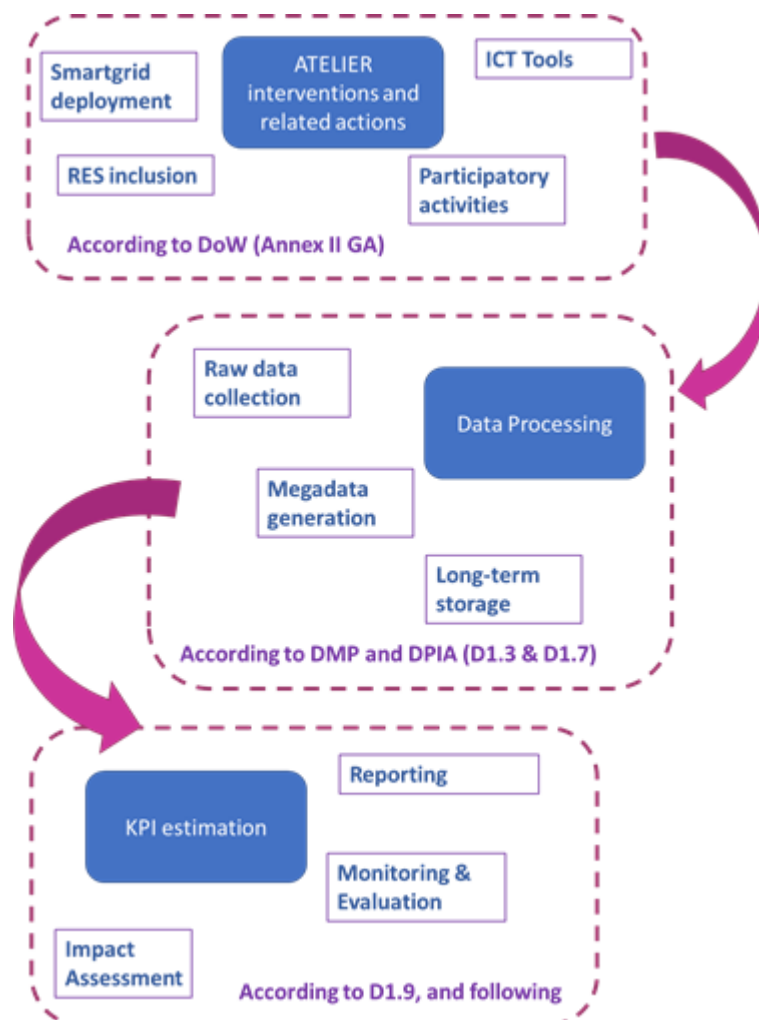 Smartgrid
deployment
ATELIER
interventions and
related actions
ICT Tools
RES inclusion
Participatory
activities
According to DoW (Annex II GA)
Raw data
collection
Data Processing
Megadata
generation
Long-term
storage
According to DMP and DPIA (D1.3 & D1.7)
KPI estimation
Reporting
Monitoring &
Evaluation
Impact
Assessment
According to D1.9, and following